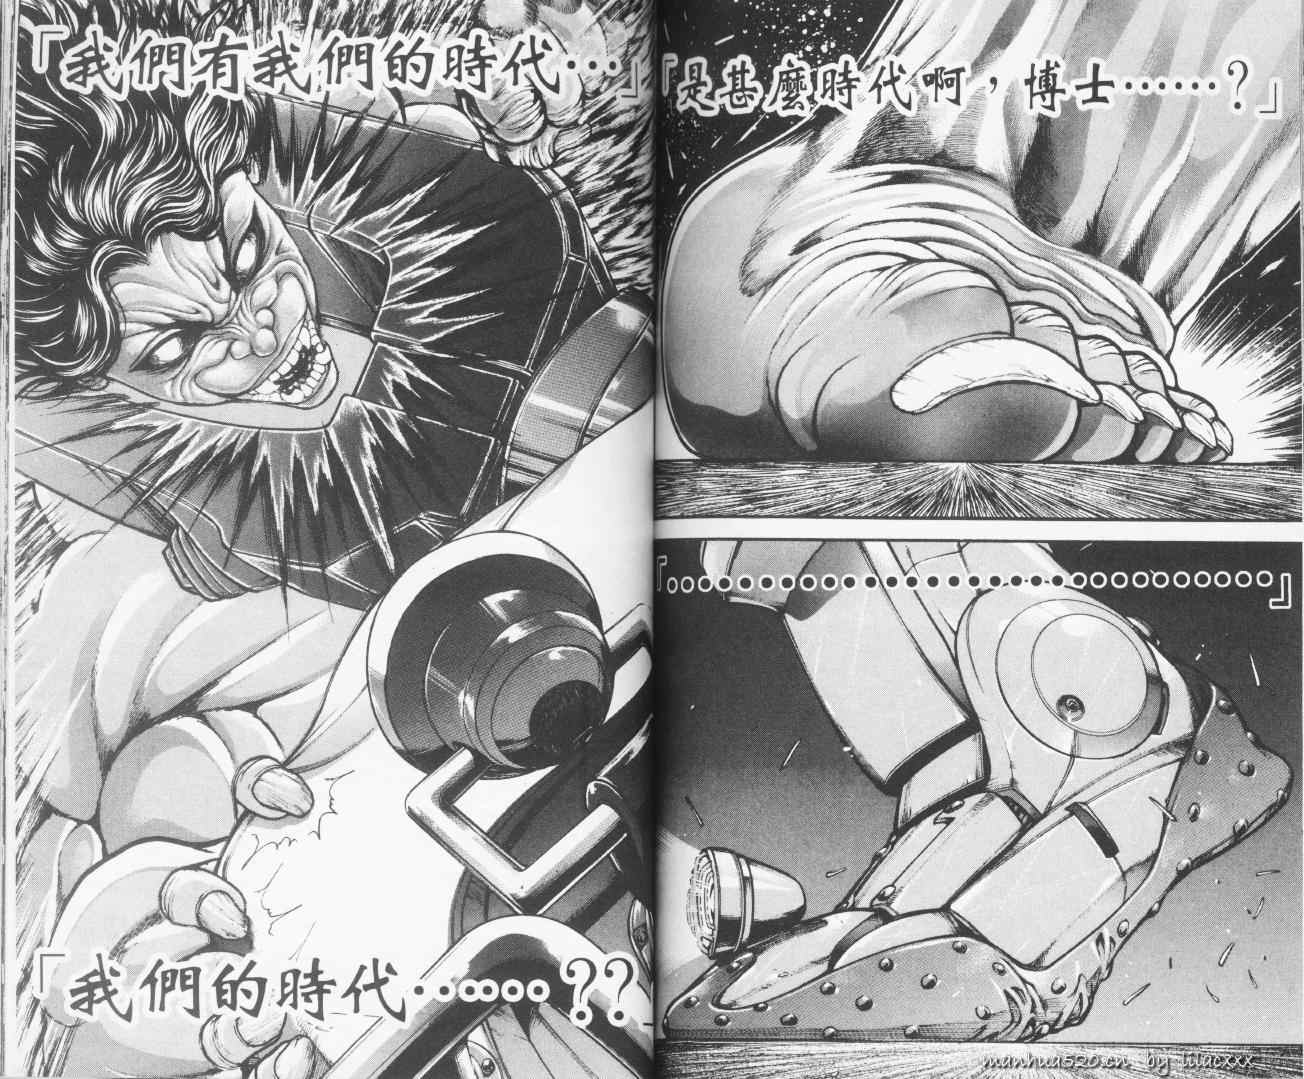 「是甚麼時代啊，博士……？」
『………………………………』
「我們有我們的時代…」
「我們的時代……？？
manhua520.cn by lilacxxx